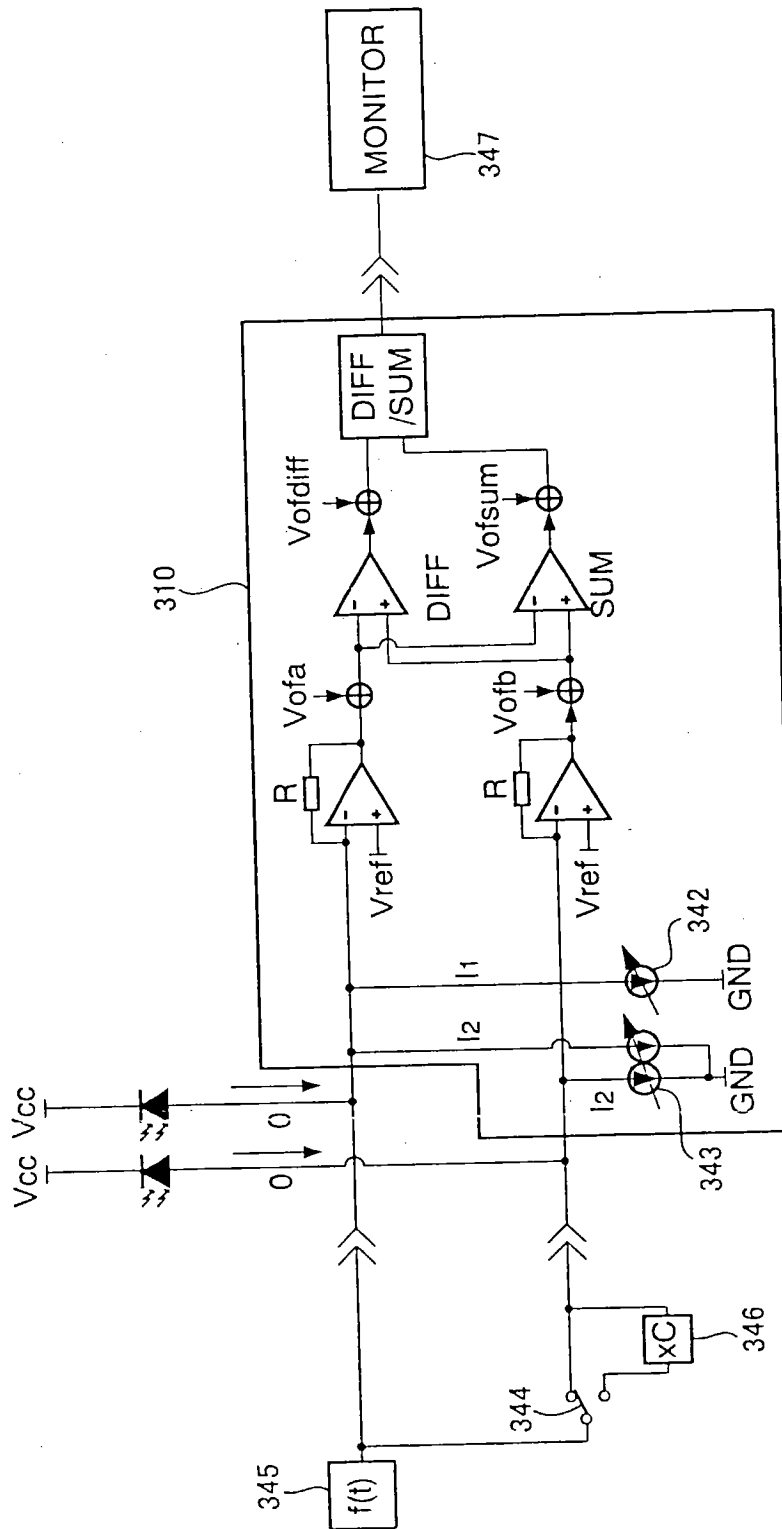 345
f(t)
344
xC
346
Vcc
Vcc
0
0
310
I1
I2
I2
343
GND
342
GND
R
-
+
Vref
R
-
+
Vref
Vofa
Vofb
-
+
DIFF
-
+
SUM
Vofdiff
Vofsum
DIFF
/SUM
MONITOR
347